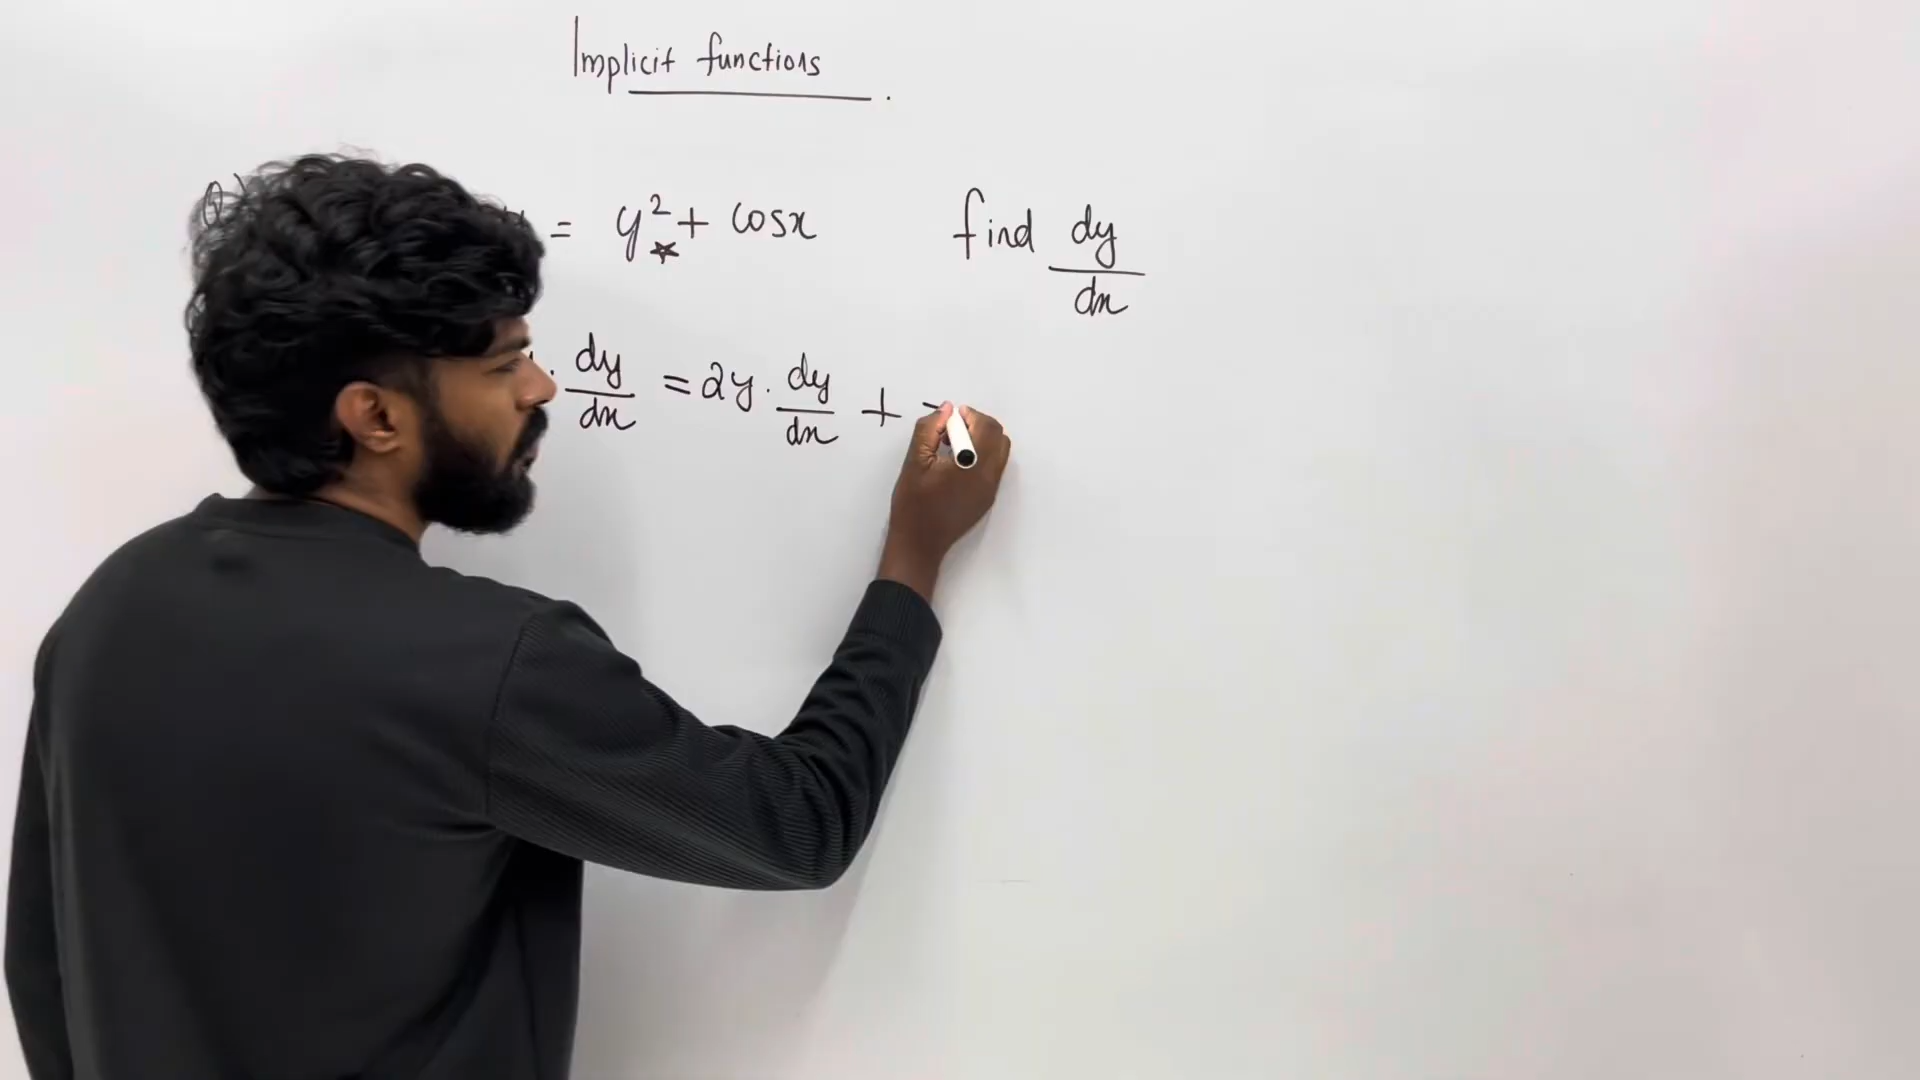 Implicit functions.
Q) = y² + cosx find dy/dx
. dy/dx = 2y . dy/dx + -